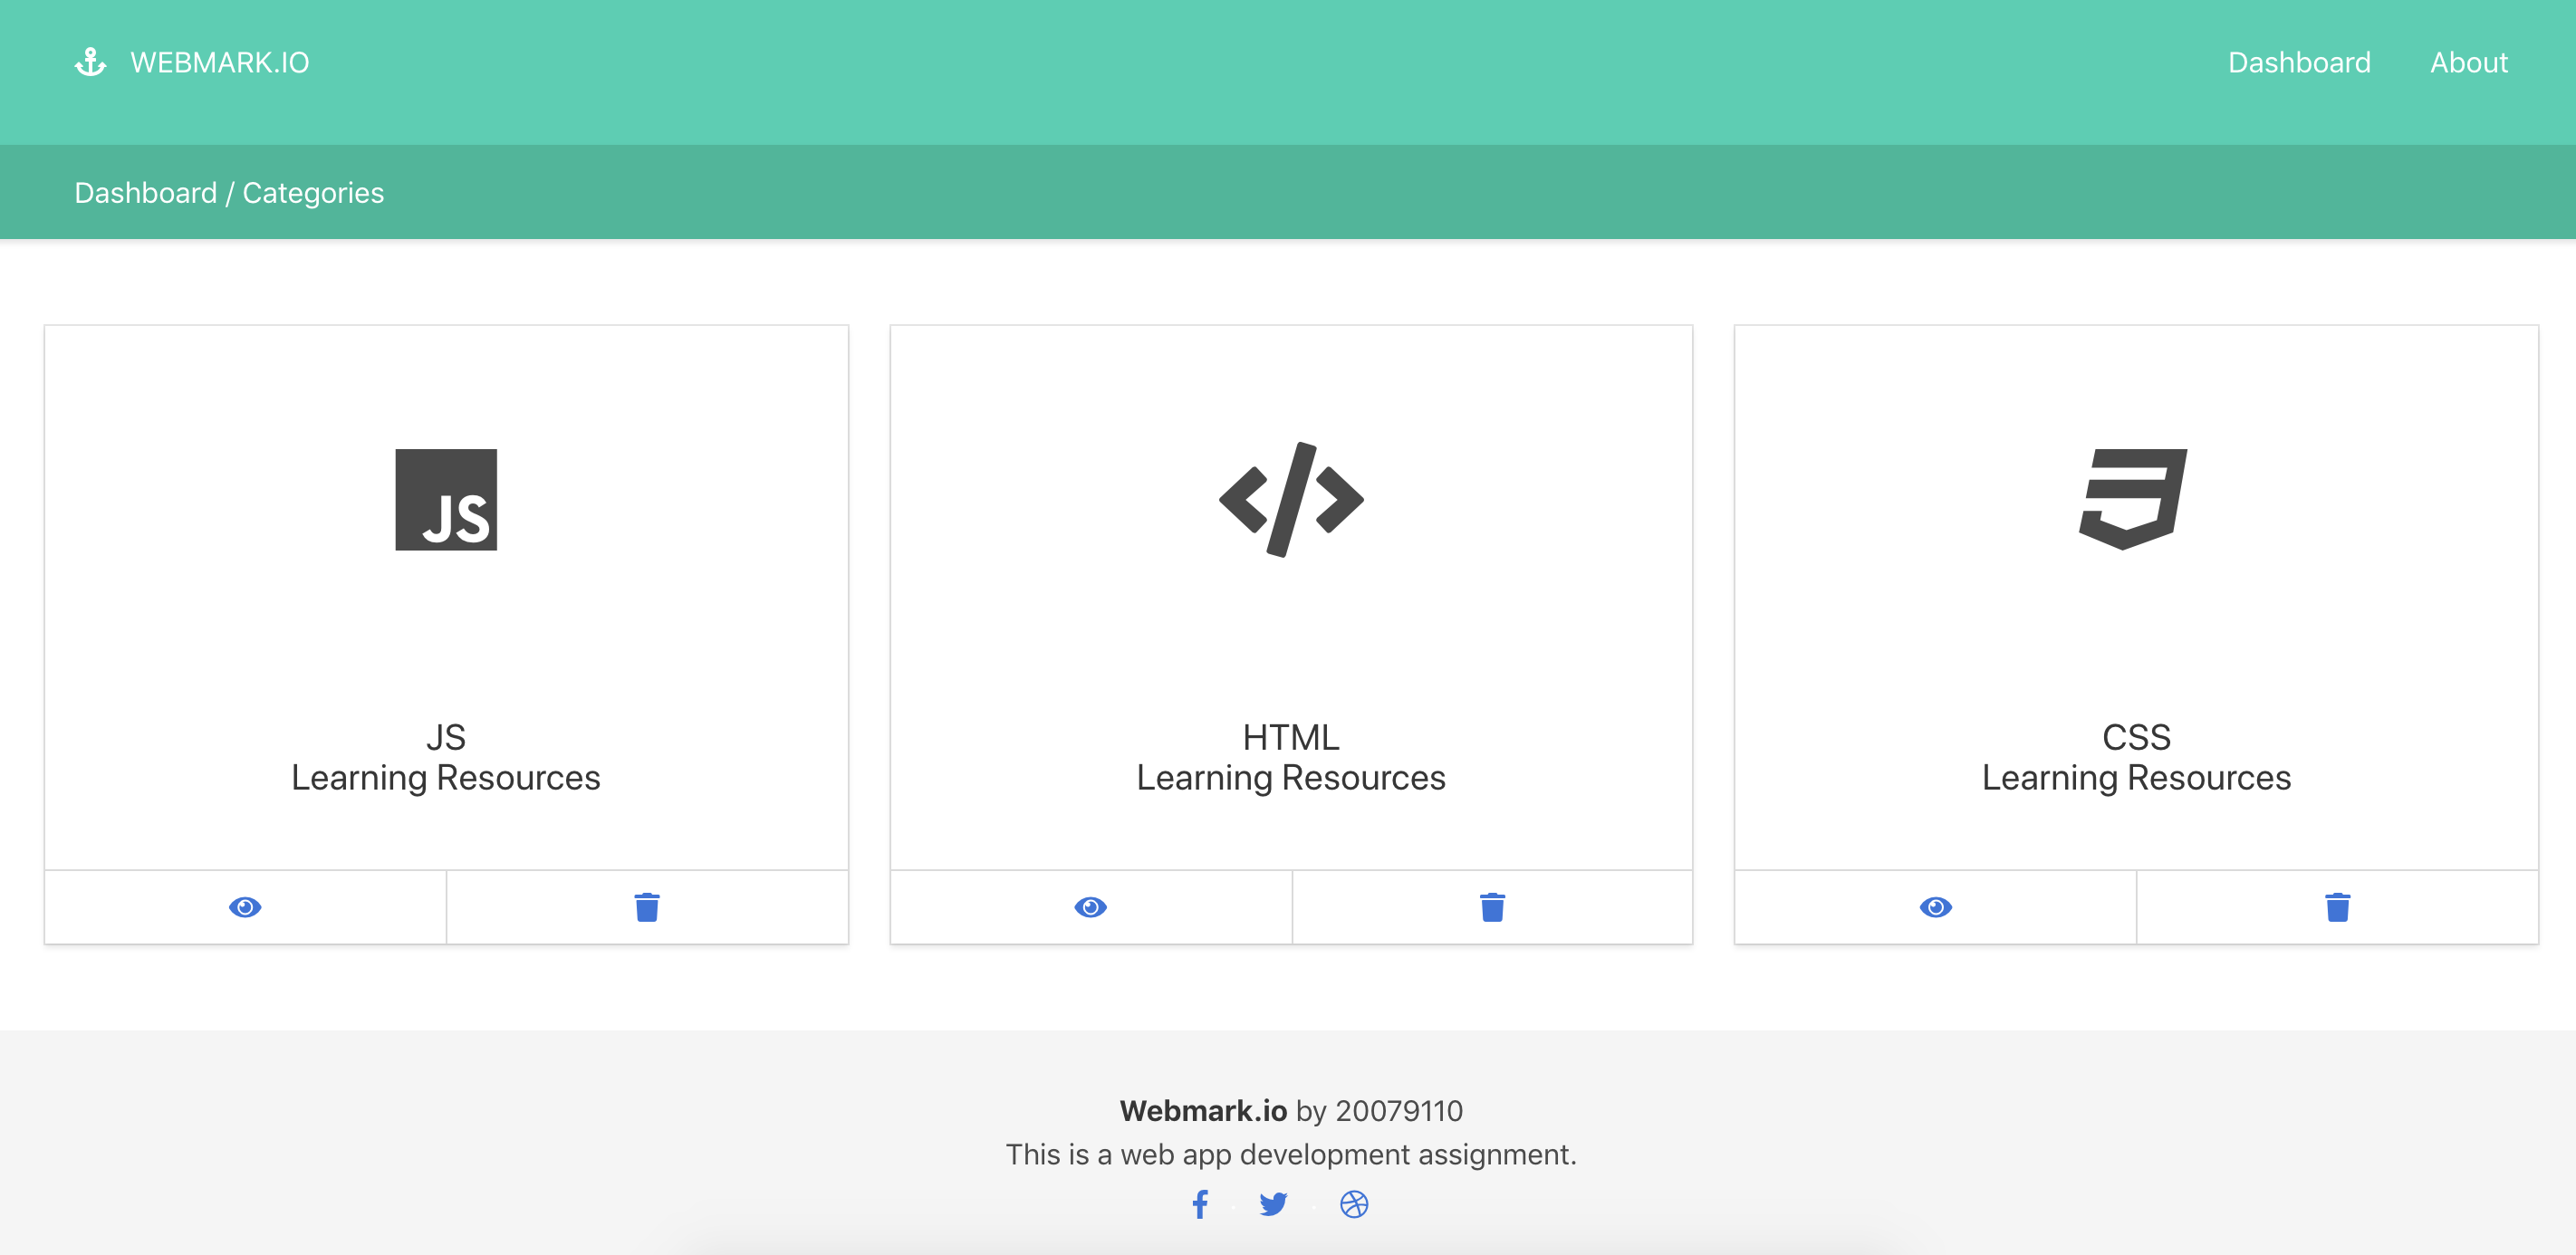 WEBMARK.IO
Dashboard
About
Dashboard / Categories
JS
JS
Learning Resources
HTML
Learning Resources
CSS
Learning Resources
Webmark.io by 20079110
This is a web app development assignment.